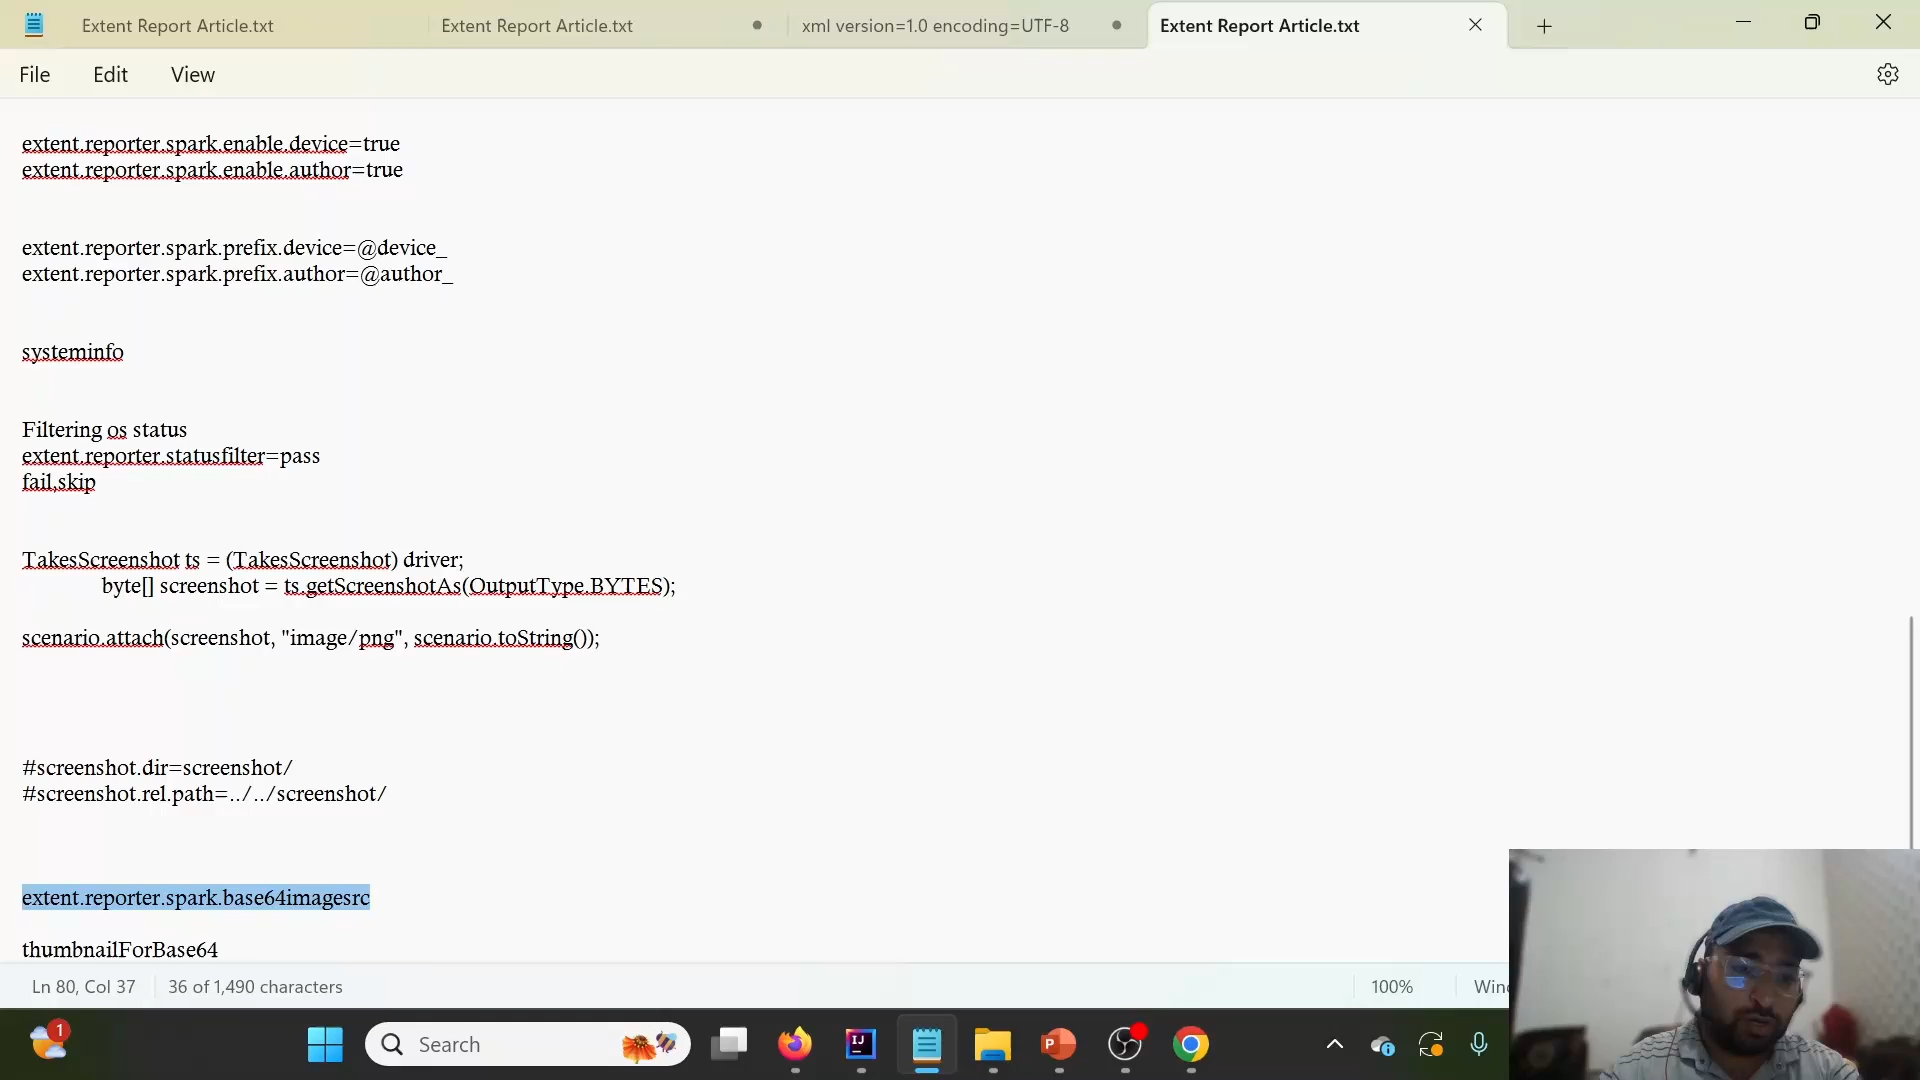 Extent Report Article.txt
Extent Report Article.txt
xml version=1.0 encoding=UTF-8
Extent Report Article.txt
File
Edit
View
extent.reporter.spark.enable.device=true
extent.reporter.spark.enable.author=true
extent.reporter.spark.prefix.device=@device_
extent.reporter.spark.prefix.author=@author_
systeminfo
Filtering os status
extent.reporter.statusfilter=pass
fail,skip
TakesScreenshot ts = (TakesScreenshot) driver;
byte[] screenshot = ts.getScreenshotAs(OutputType.BYTES);
scenario.attach(screenshot, "image/png", scenario.toString());
#screenshot.dir=screenshot/
#screenshot.rel.path=../../screenshot/
extent.reporter.spark.base64imagesrc
thumbnailForBase64
Ln 80, Col 37
36 of 1,490 characters
100%
1
Search
IJ
P